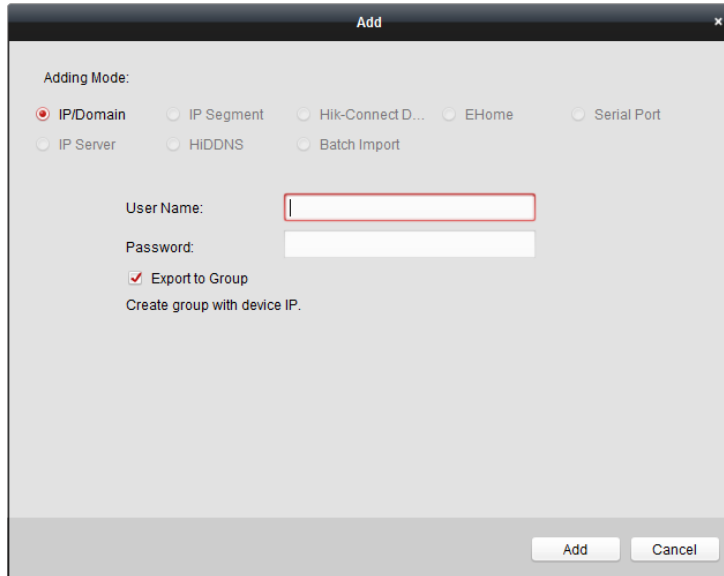 Add
Adding Mode:
IP/Domain IP Segment Hik-Connect D... EHome Serial Port
IP Server HiDDNS Batch Import
User Name:
Password:
Export to Group
Create group with device IP.
Add Cancel